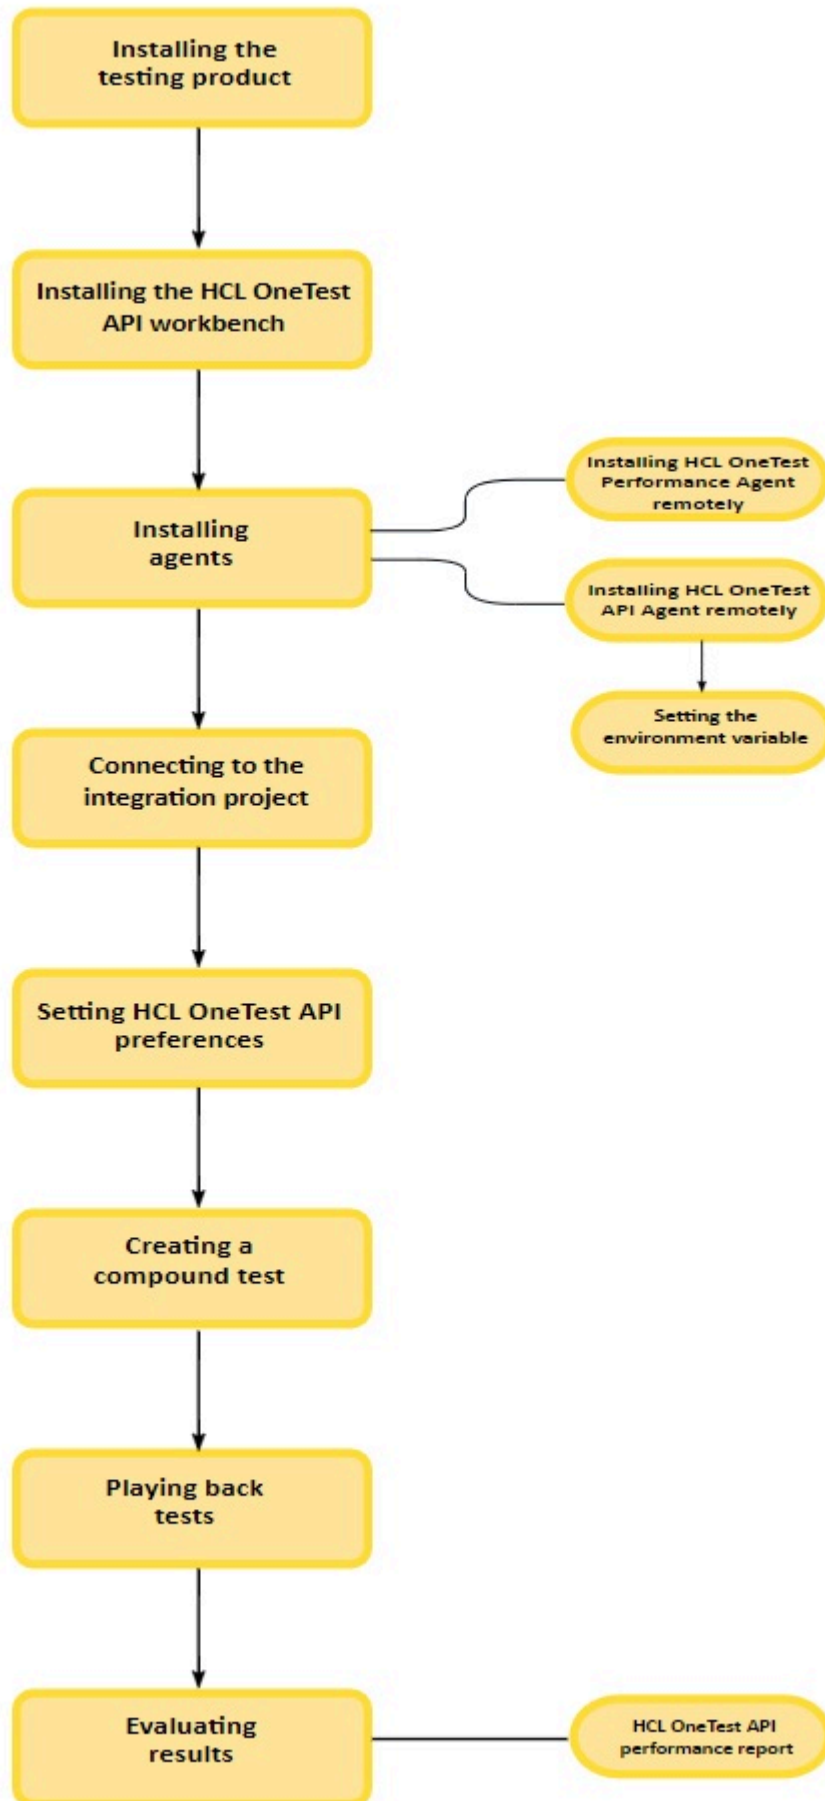 Installing the
testing product
Installing the HCL OneTest
API workbench
Installing
agents
Installing HCL OneTest
Performance Agent
remotely
Installing HCL OneTest
API Agent remotely
Setting the
environment variable
Connecting to the
integration project
Setting HCL OneTest API
preferences
Creating a
compound test
Playing back
tests
Evaluating
results
HCL OneTest API
performance report